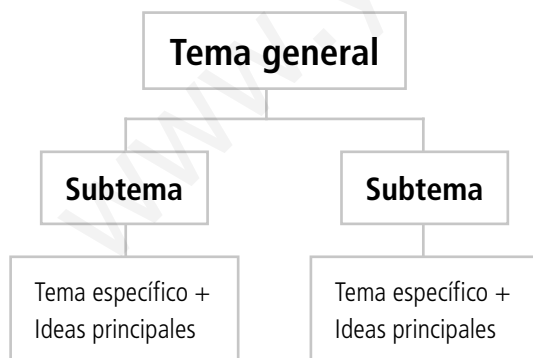 Tema general
Subtema
Subtema
Tema específico +
Ideas principales
Tema específico +
Ideas principales